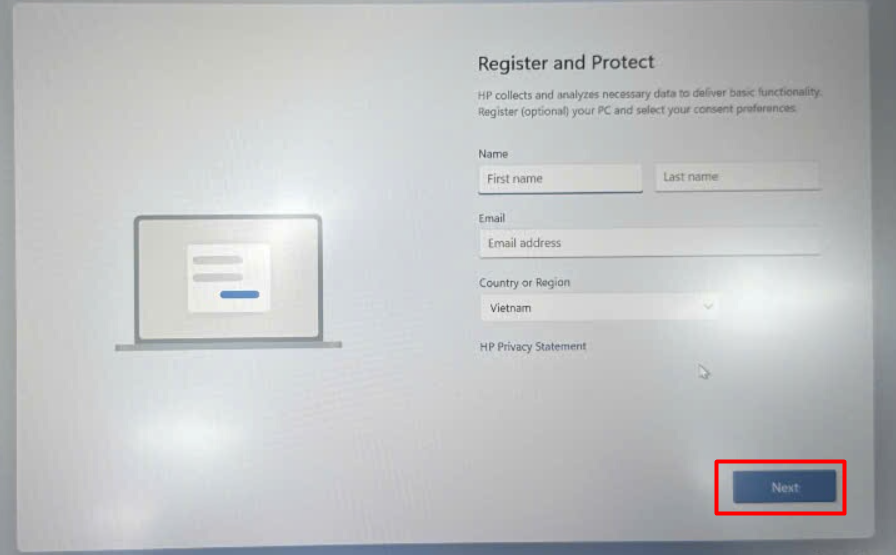 Register and Protect
HP collects and analyzes necessary data to deliver basic functionality.
Register (optional) your PC and select your consent preferences.
Name
First name
Last name
Email
Email address
Country or Region
Vietnam
HP Privacy Statement
Next